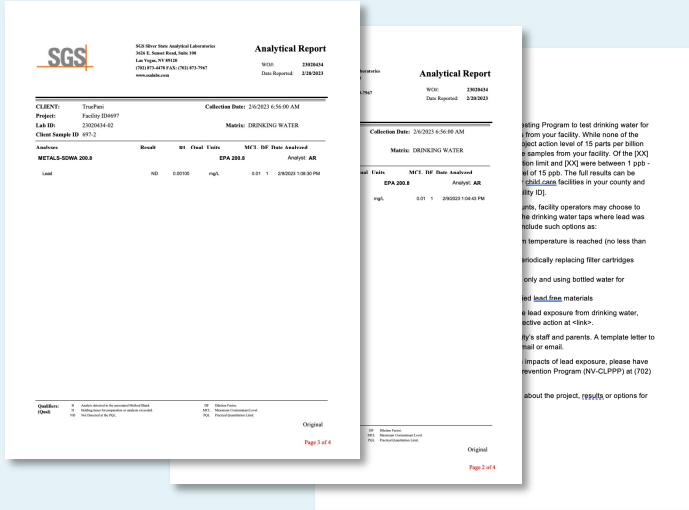 SGS
SGS Silver State Analytical Laboratories
3626 E. Sunset Road, Suite 100
Las Vegas, NV 89120
(702) 873-4478 FAX: (702) 873-7967
www.ssalabs.com
Analytical Report
WO#: 23020434
Date Reported: 2/20/2023
CLIENT: TruePani
Collection Date: 2/6/2023 6:56:00 AM
Project: Facility ID#697
Lab ID: 23020434-02
Matrix: DRINKING WATER
Client Sample ID 697-2
Analyses Result Qual Units MCL DF Date Analyzed
METALS-SDWA 200.8 EPA 200.8 Analyst: AR
Lead ND 0.00100 mg/L 0.01 1 2/9/2023 1:08:30 PM
Qualifiers:
(Qual)
B Analyte detected in the associated Method Blank
H Holding times for preparation or analysis exceeded.
ND Not Detected at the PQL
DF Dilution Factor
MCL Maximum Contaminant Level
PQL Practical Quantitation Limit
Original
Page 3 of 4
Analytical Report
-7967
WO#: 23020434
Date Reported: 2/20/2023
Collection Date: 2/6/2023 6:56:00 AM
Matrix: DRINKING WATER
ual Units MCL DF Date Analyzed
EPA 200.8 Analyst: AR
mg/L 0.01 1 2/9/2023 1:04:43 PM
DF Dilution Factor
MCL Maximum Contaminant Level
PQL Practical Quantitation Limit
Original
Page 2 of 4
esting Program to test drinking water for
s from your facility. While none of the
oject action level of 15 parts per billion
e samples from your facility. Of the [XX]
tion limit and [XX] were between 1 ppb -
el of 15 ppb. The full results can be
r child care facilities in your county and
ility ID].
unts, facility operators may choose to
he drinking water taps where lead was
nclude such options as:
n temperature is reached (no less than
eriodically replacing filter cartridges
only and using bottled water for
ied lead free materials
e lead exposure from drinking water,
ective action at <link>.
ity's staff and parents. A template letter to
mail or email.
impacts of lead exposure, please have
revention Program (NV-CLPPP) at (702)
about the project, results or options for